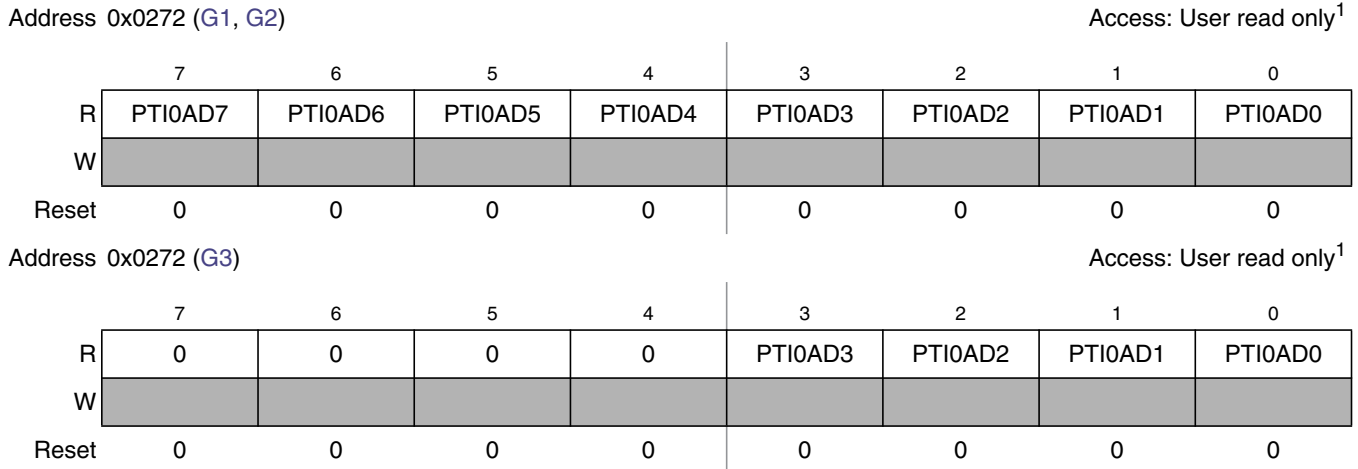 Address 0x0272 (G1, G2) Access: User read only1
7 6 5 4 3 2 1 0
R PTI0AD7 PTI0AD6 PTI0AD5 PTI0AD4 PTI0AD3 PTI0AD2 PTI0AD1 PTI0AD0
W
Reset 0 0 0 0 0 0 0 0
Address 0x0272 (G3) Access: User read only1
7 6 5 4 3 2 1 0
R 0 0 0 0 PTI0AD3 PTI0AD2 PTI0AD1 PTI0AD0
W
Reset 0 0 0 0 0 0 0 0